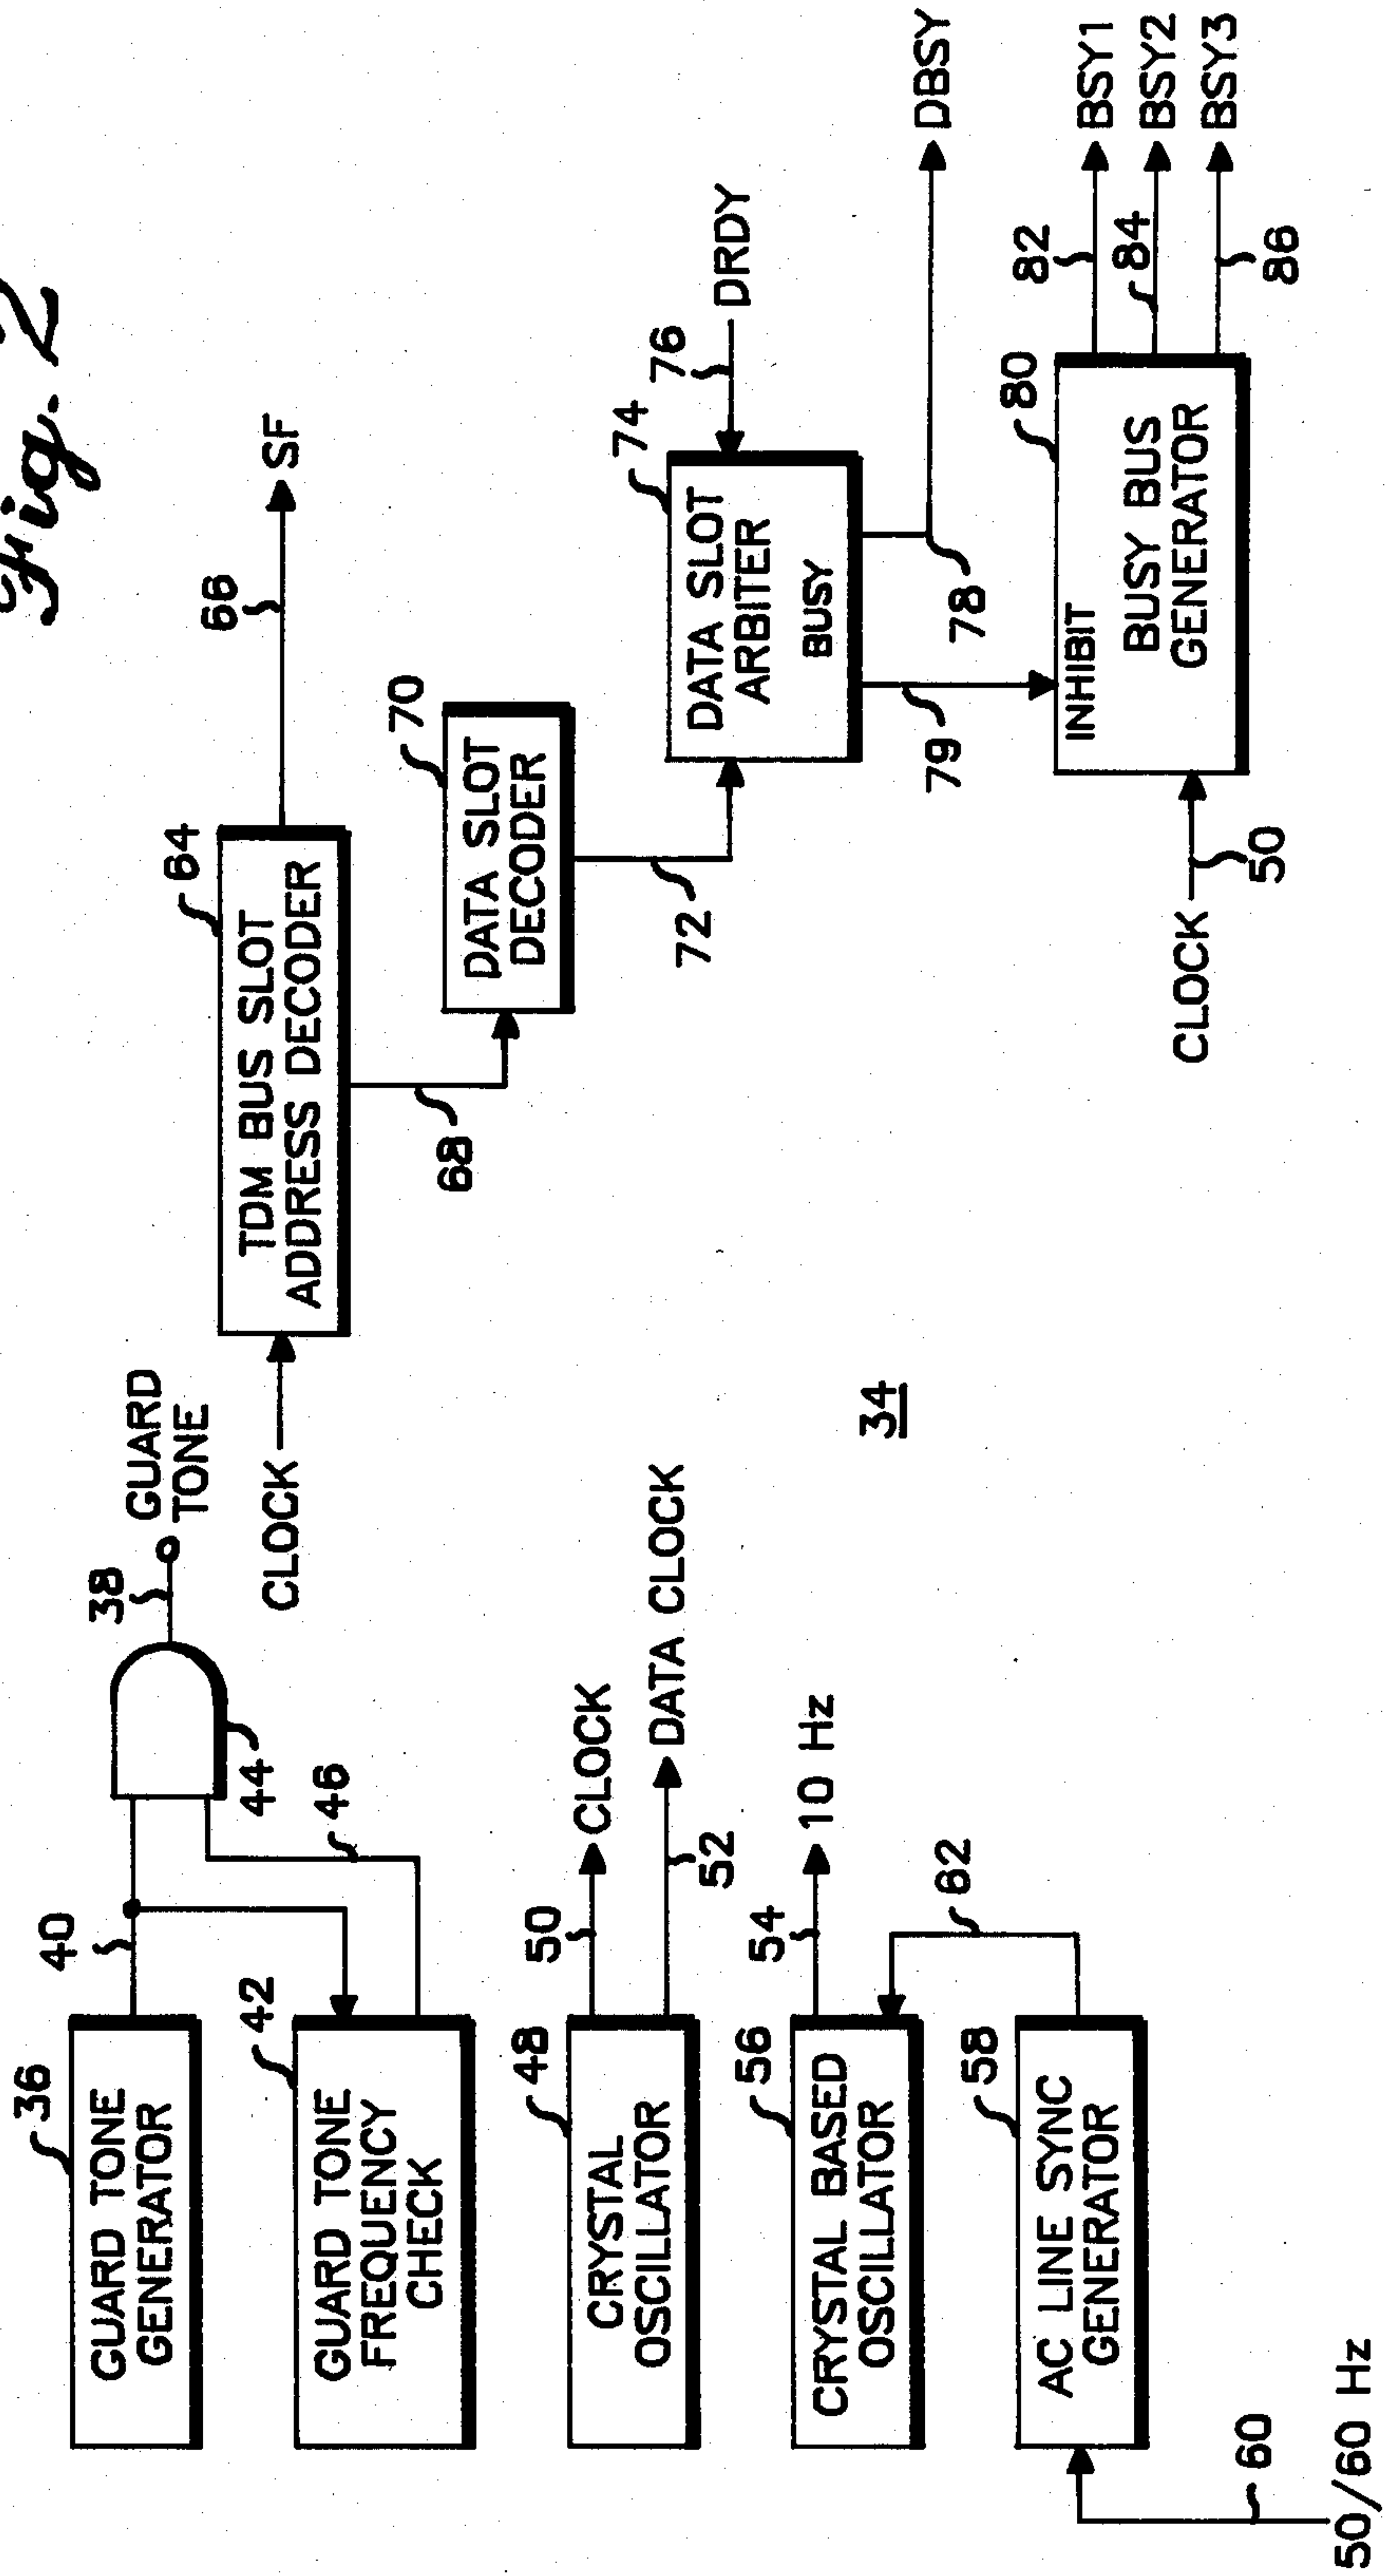 Fig. 2
36
GUARD TONE
GENERATOR
40
42
GUARD TONE
FREQUENCY
CHECK
44
46
38
GUARD
TONE
48
CRYSTAL
OSCILLATOR
50
CLOCK
52
DATA CLOCK
56
CRYSTAL BASED
OSCILLATOR
54
10 Hz
62
58
AC LINE SYNC
GENERATOR
60
50/60 Hz
34
CLOCK
64
TDM BUS SLOT
ADDRESS DECODER
66
SF
68
70
DATA SLOT
DECODER
72
74
DATA SLOT
ARBITER
BUSY
76
DRDY
78
DBSY
79
80
INHIBIT
BUSY BUS
GENERATOR
CLOCK
50
82
BSY1
84
BSY2
86
BSY3